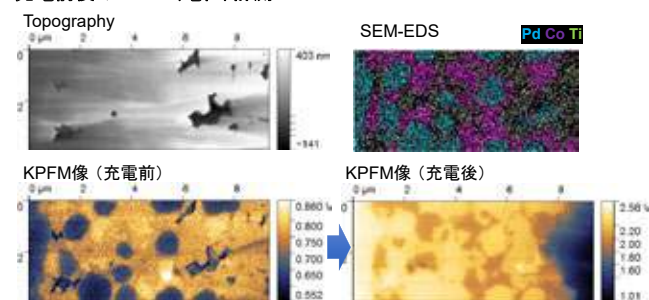 Topography
0 μm 2 4 6 8
0
2
403 nm
-541
SEM-EDS
Pd Co Ti
KPFM像（充電前）
0 μm 2 4 6 8
0
2
0.860 V
0.800
0.750
0.700
0.650
0.552
KPFM像（充電後）
0 μm 2 4 6 8
0
2
2.56 V
2.20
2.00
1.80
1.60
1.01